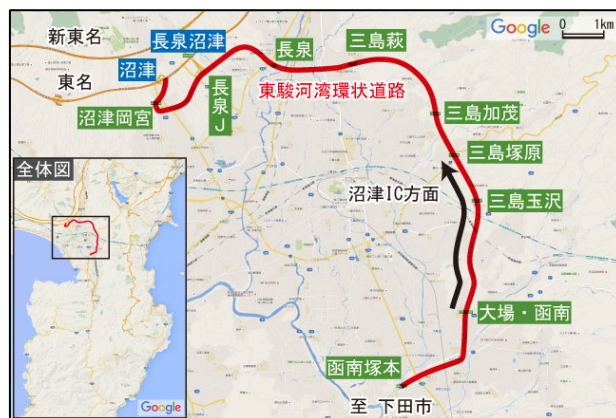 新東名
東名
長泉沼津
沼津
沼津岡宮
長泉J
長泉
三島萩
東駿河湾環状道路
三島加茂
三島塚原
三島玉沢
沼津IC方面
大場・函南
函南塚本
至 下田市
全体図
Google
Google
0 1km